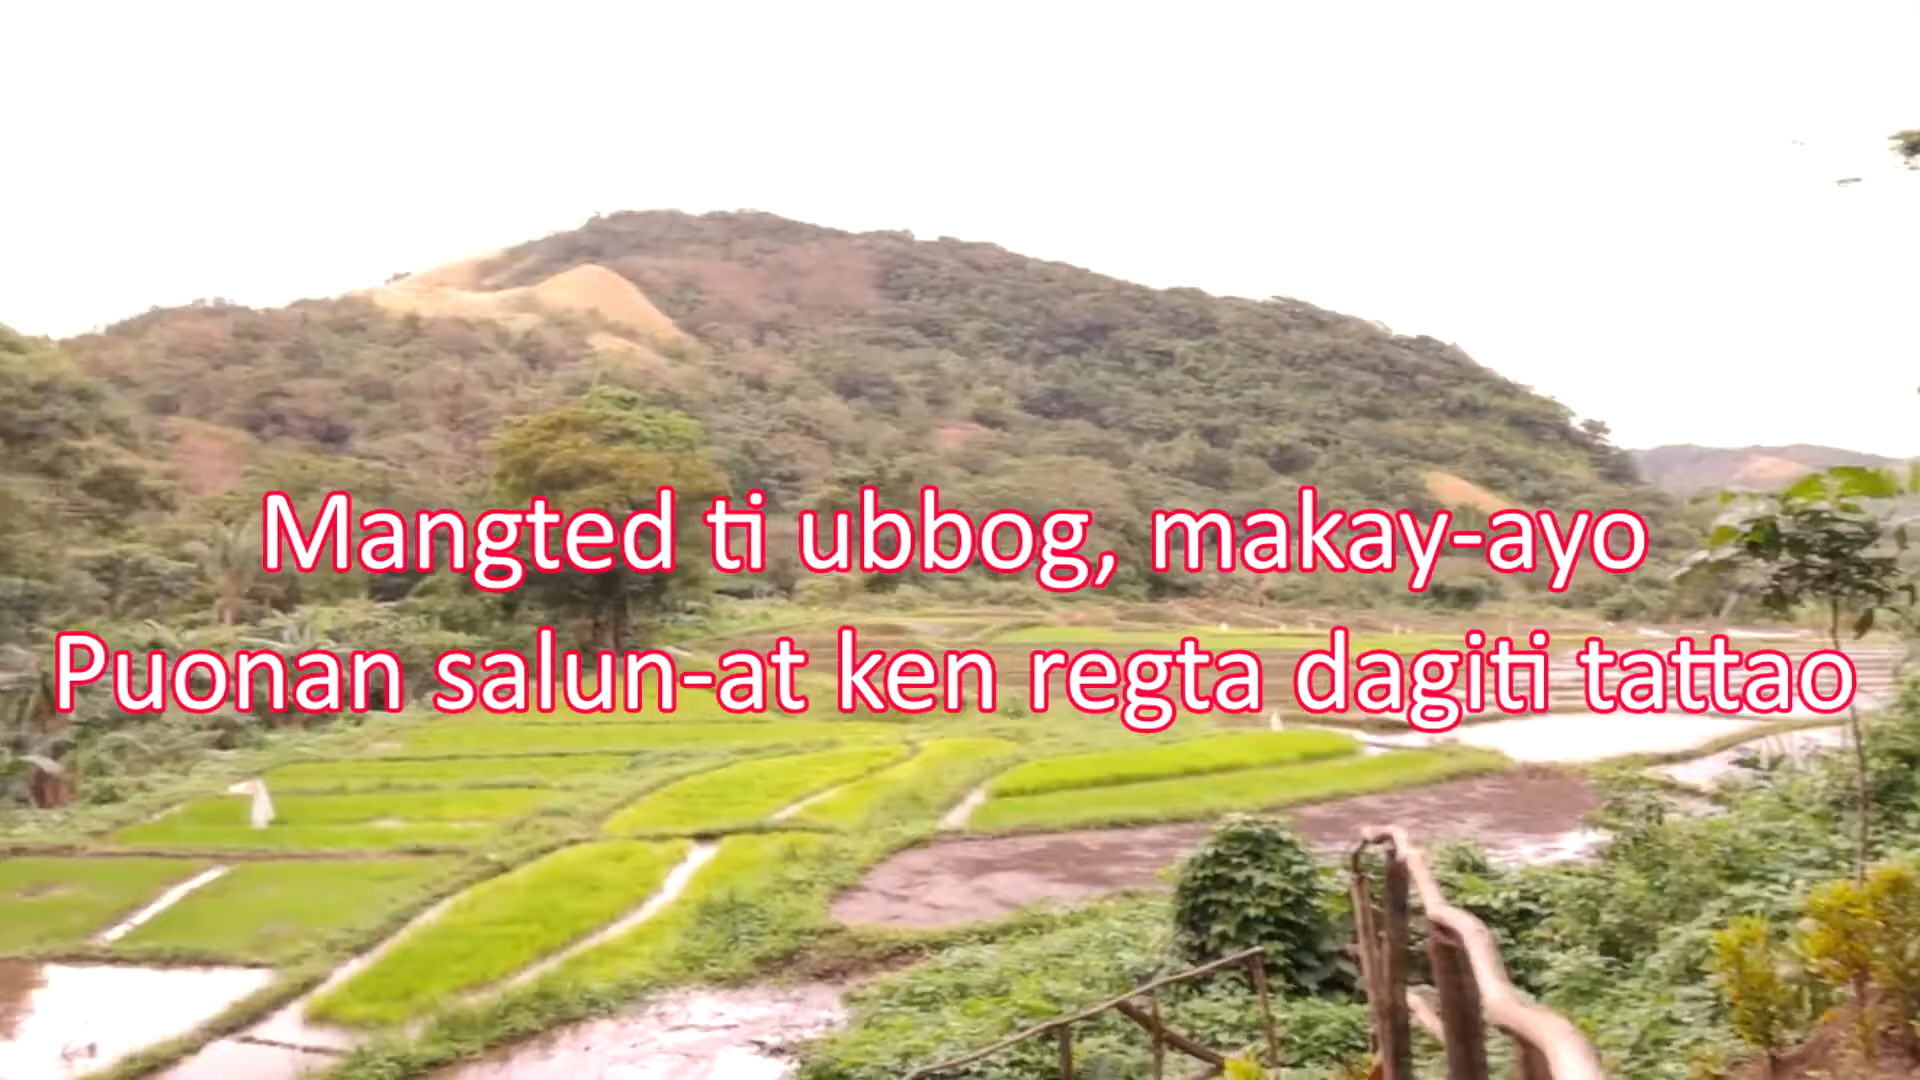 Mangted ti ubbog, makay-ayo
Puonan salun-at ken regta dagiti tattao